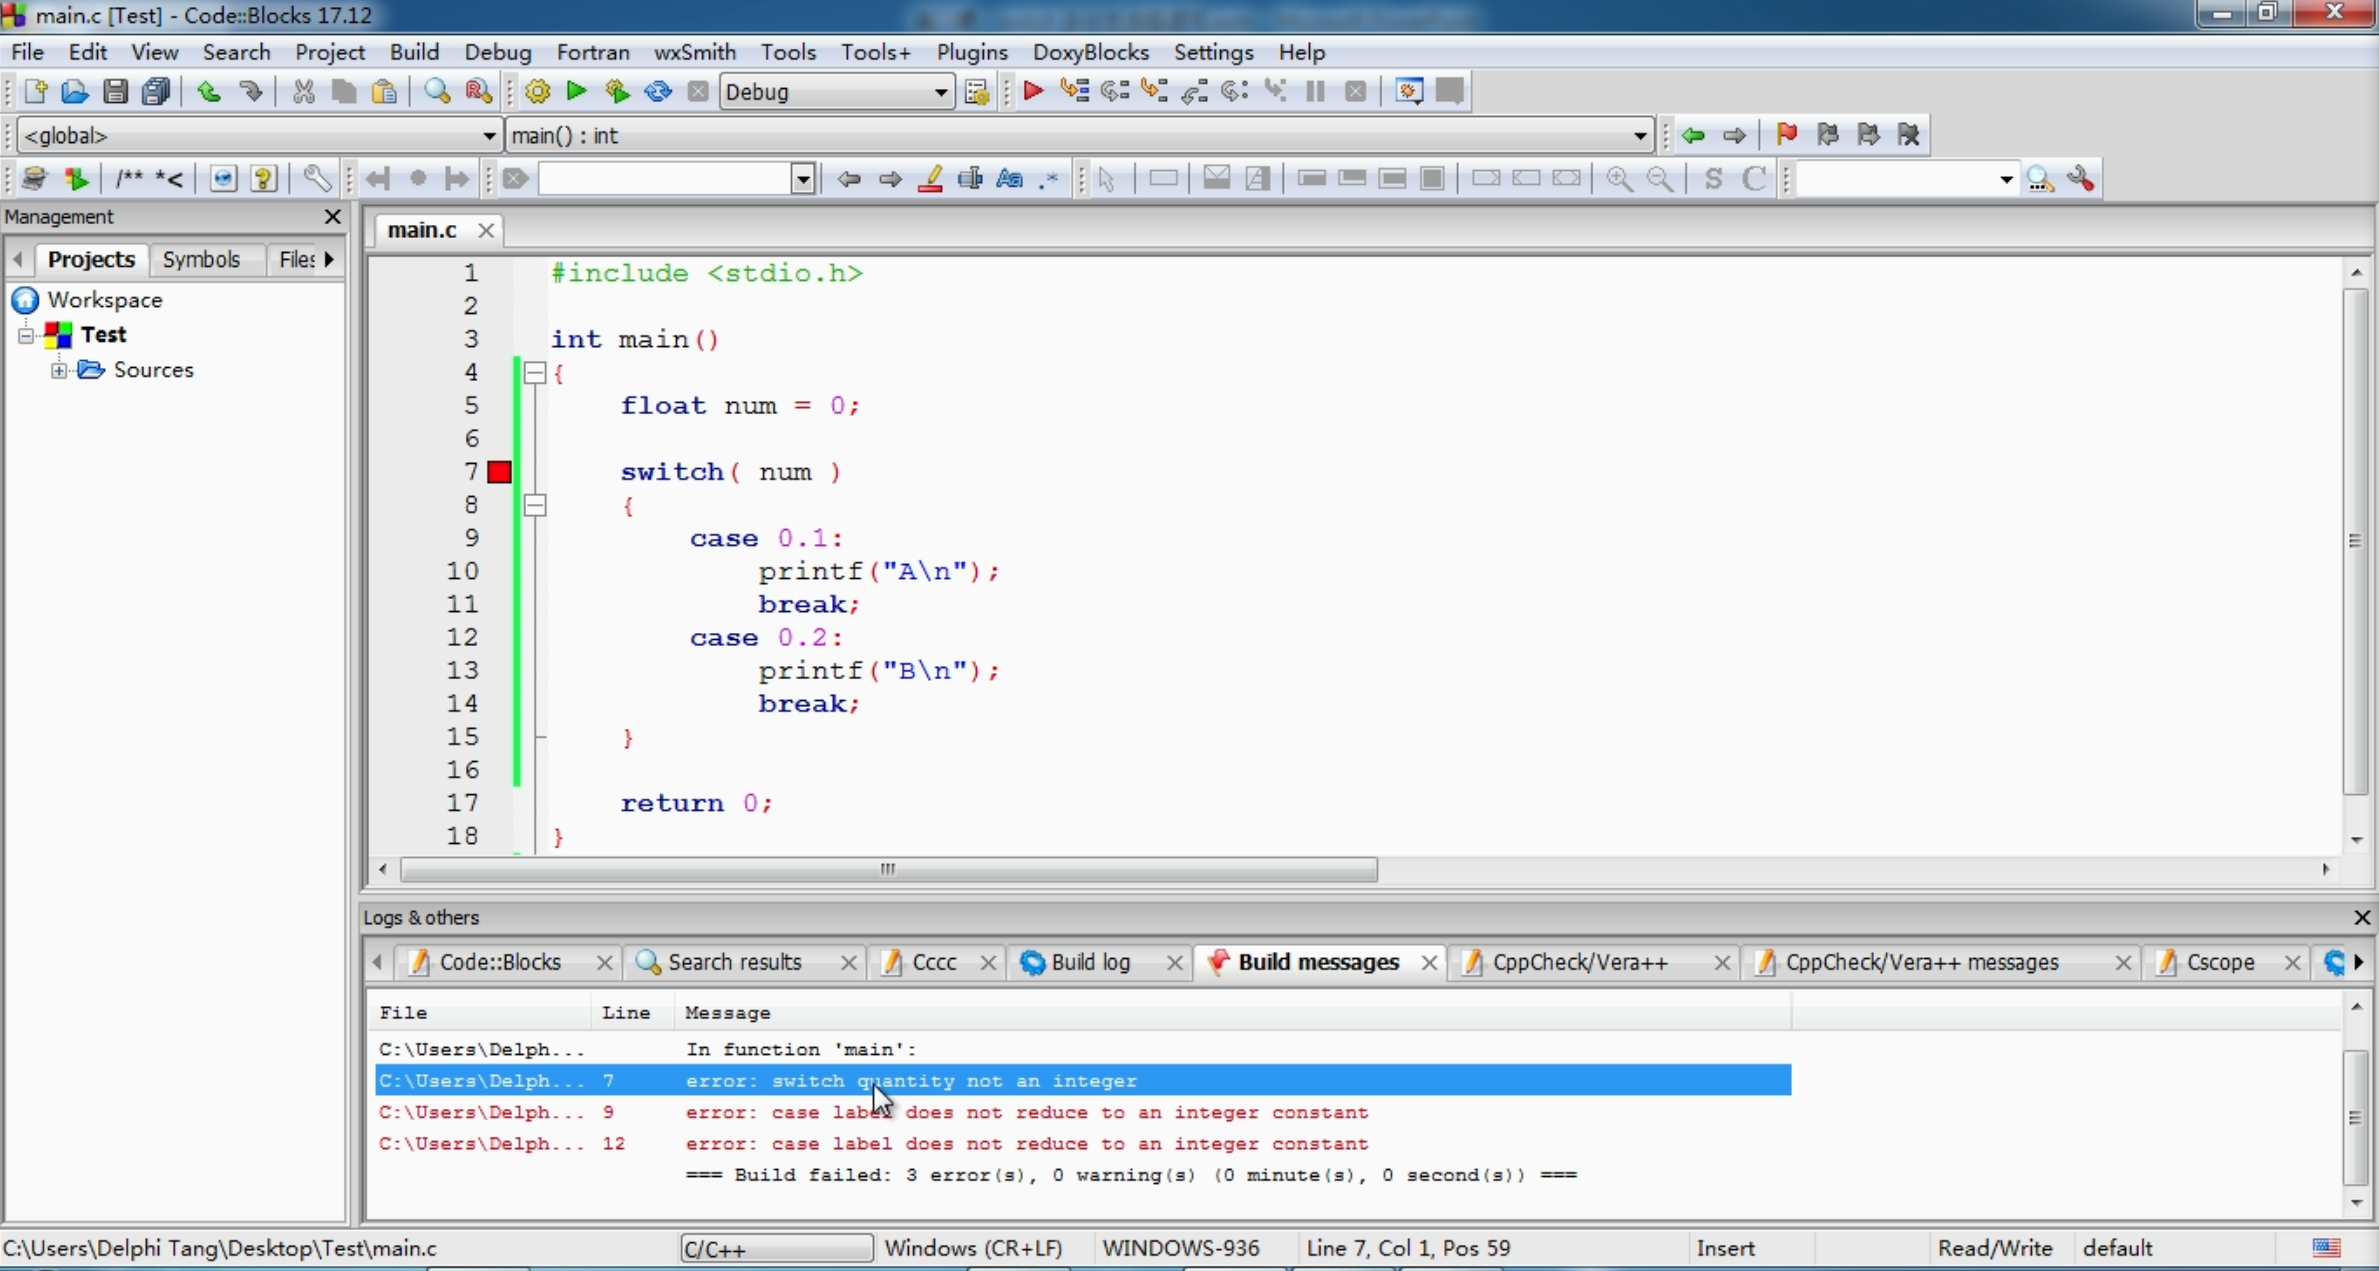 main.c [Test] - Code::Blocks 17.12
File Edit View Search Project Build Debug Fortran wxSmith Tools Tools+ Plugins DoxyBlocks Settings Help
Debug
<global> main() : int
/** *<
S C
Management
Projects Symbols Files
Workspace
Test
Sources
main.c
1 #include <stdio.h>
2
3 int main()
4 {
5 float num = 0;
6
7 switch( num )
8 {
9 case 0.1:
10 printf("A\n");
11 break;
12 case 0.2:
13 printf("B\n");
14 break;
15 }
16
17 return 0;
18 }
Logs & others
Code::Blocks Search results Cccc Build log Build messages CppCheck/Vera++ CppCheck/Vera++ messages Cscope
File Line Message
C:\Users\Delph... In function 'main':
C:\Users\Delph... 7 error: switch quantity not an integer
C:\Users\Delph... 9 error: case label does not reduce to an integer constant
C:\Users\Delph... 12 error: case label does not reduce to an integer constant
=== Build failed: 3 error(s), 0 warning(s) (0 minute(s), 0 second(s)) ===
C:\Users\Delphi Tang\Desktop\Test\main.c C/C++ Windows (CR+LF) WINDOWS-936 Line 7, Col 1, Pos 59 Insert Read/Write default